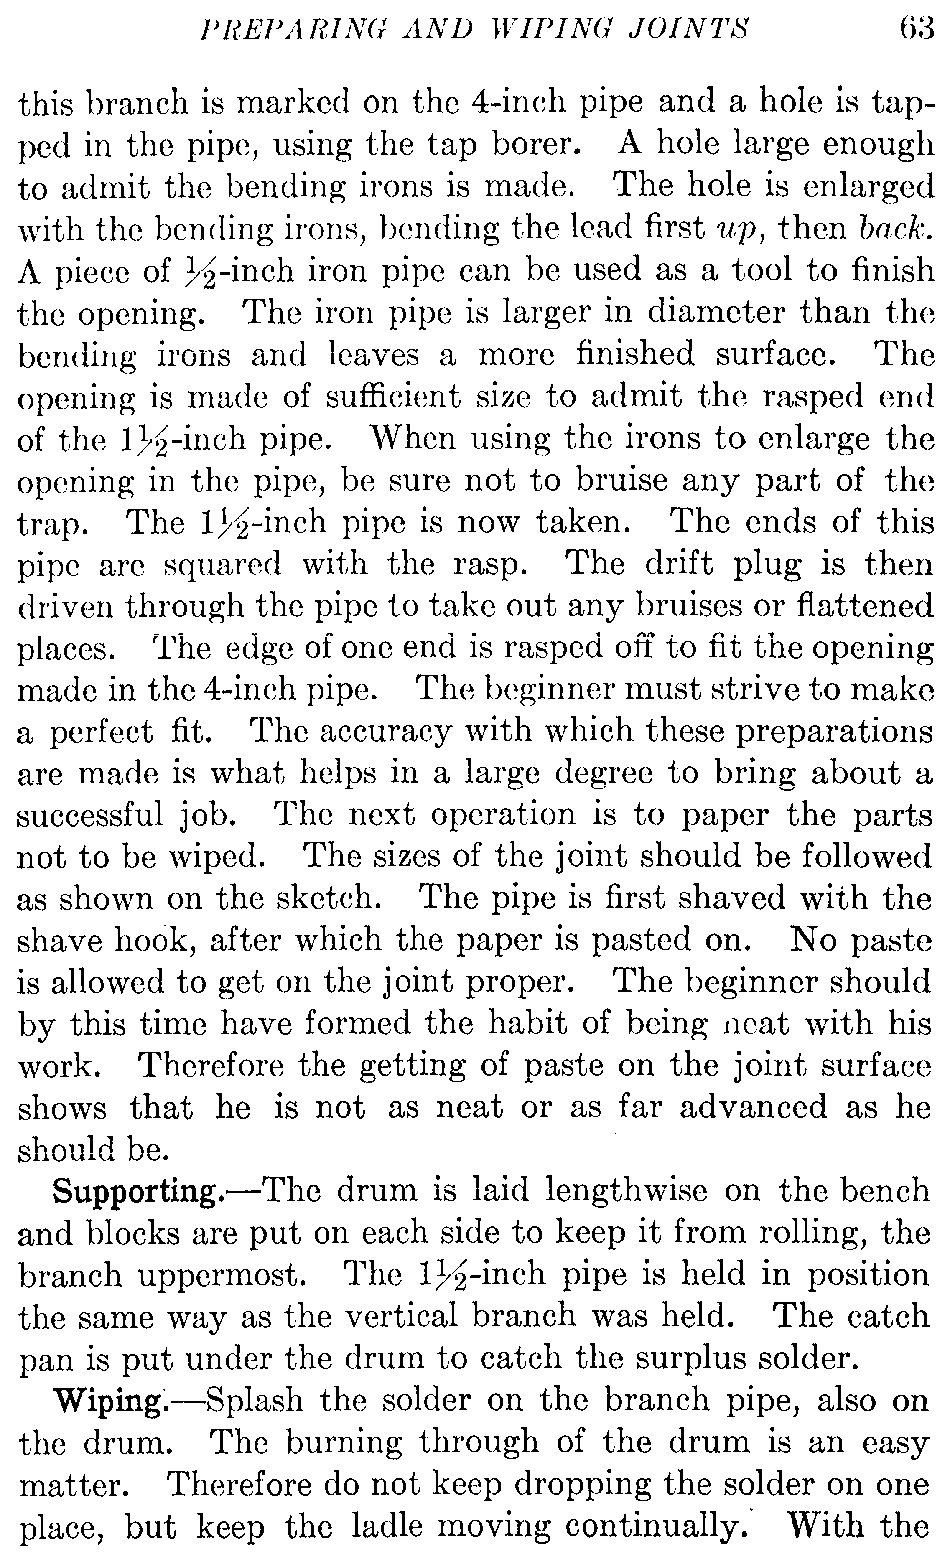 PREPARING AND WIPING JOINTS 63
this branch is marked on the 4-inch pipe and a hole is tap-
ped in the pipe, using the tap borer. A hole large enough
to admit the bending irons is made. The hole is enlarged
with the bending irons, bending the lead first up, then back.
A piece of ½-inch iron pipe can be used as a tool to finish
the opening. The iron pipe is larger in diameter than the
bending irons and leaves a more finished surface. The
opening is made of sufficient size to admit the rasped end
of the 1½-inch pipe. When using the irons to enlarge the
opening in the pipe, be sure not to bruise any part of the
trap. The 1½-inch pipe is now taken. The ends of this
pipe are squared with the rasp. The drift plug is then
driven through the pipe to take out any bruises or flattened
places. The edge of one end is rasped off to fit the opening
made in the 4-inch pipe. The beginner must strive to make
a perfect fit. The accuracy with which these preparations
are made is what helps in a large degree to bring about a
successful job. The next operation is to paper the parts
not to be wiped. The sizes of the joint should be followed
as shown on the sketch. The pipe is first shaved with the
shave hook, after which the paper is pasted on. No paste
is allowed to get on the joint proper. The beginner should
by this time have formed the habit of being neat with his
work. Therefore the getting of paste on the joint surface
shows that he is not as neat or as far advanced as he
should be.
Supporting.—The drum is laid lengthwise on the bench
and blocks are put on each side to keep it from rolling, the
branch uppermost. The 1½-inch pipe is held in position
the same way as the vertical branch was held. The catch
pan is put under the drum to catch the surplus solder.
Wiping.—Splash the solder on the branch pipe, also on
the drum. The burning through of the drum is an easy
matter. Therefore do not keep dropping the solder on one
place, but keep the ladle moving continually. With the